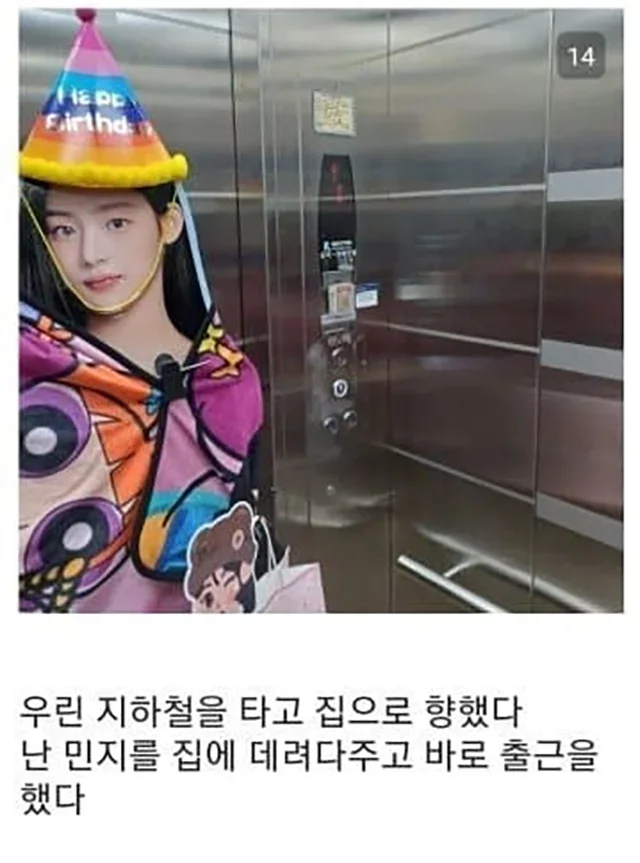 14
Happy
Birthd
우린 지하철을 타고 집으로 향했다
난 민지를 집에 데려다주고 바로 출근을
했다